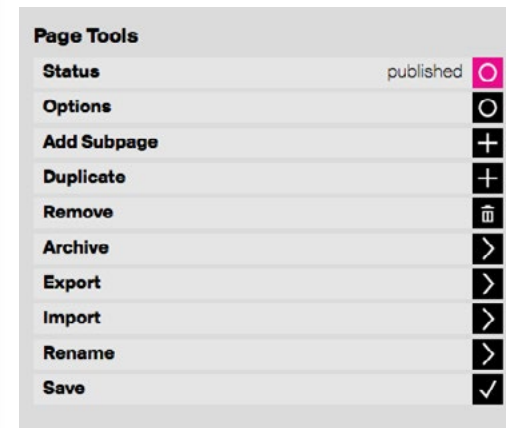 Page Tools
Status published
Options
Add Subpage
Duplicate
Remove
Archive
Export
Import
Rename
Save